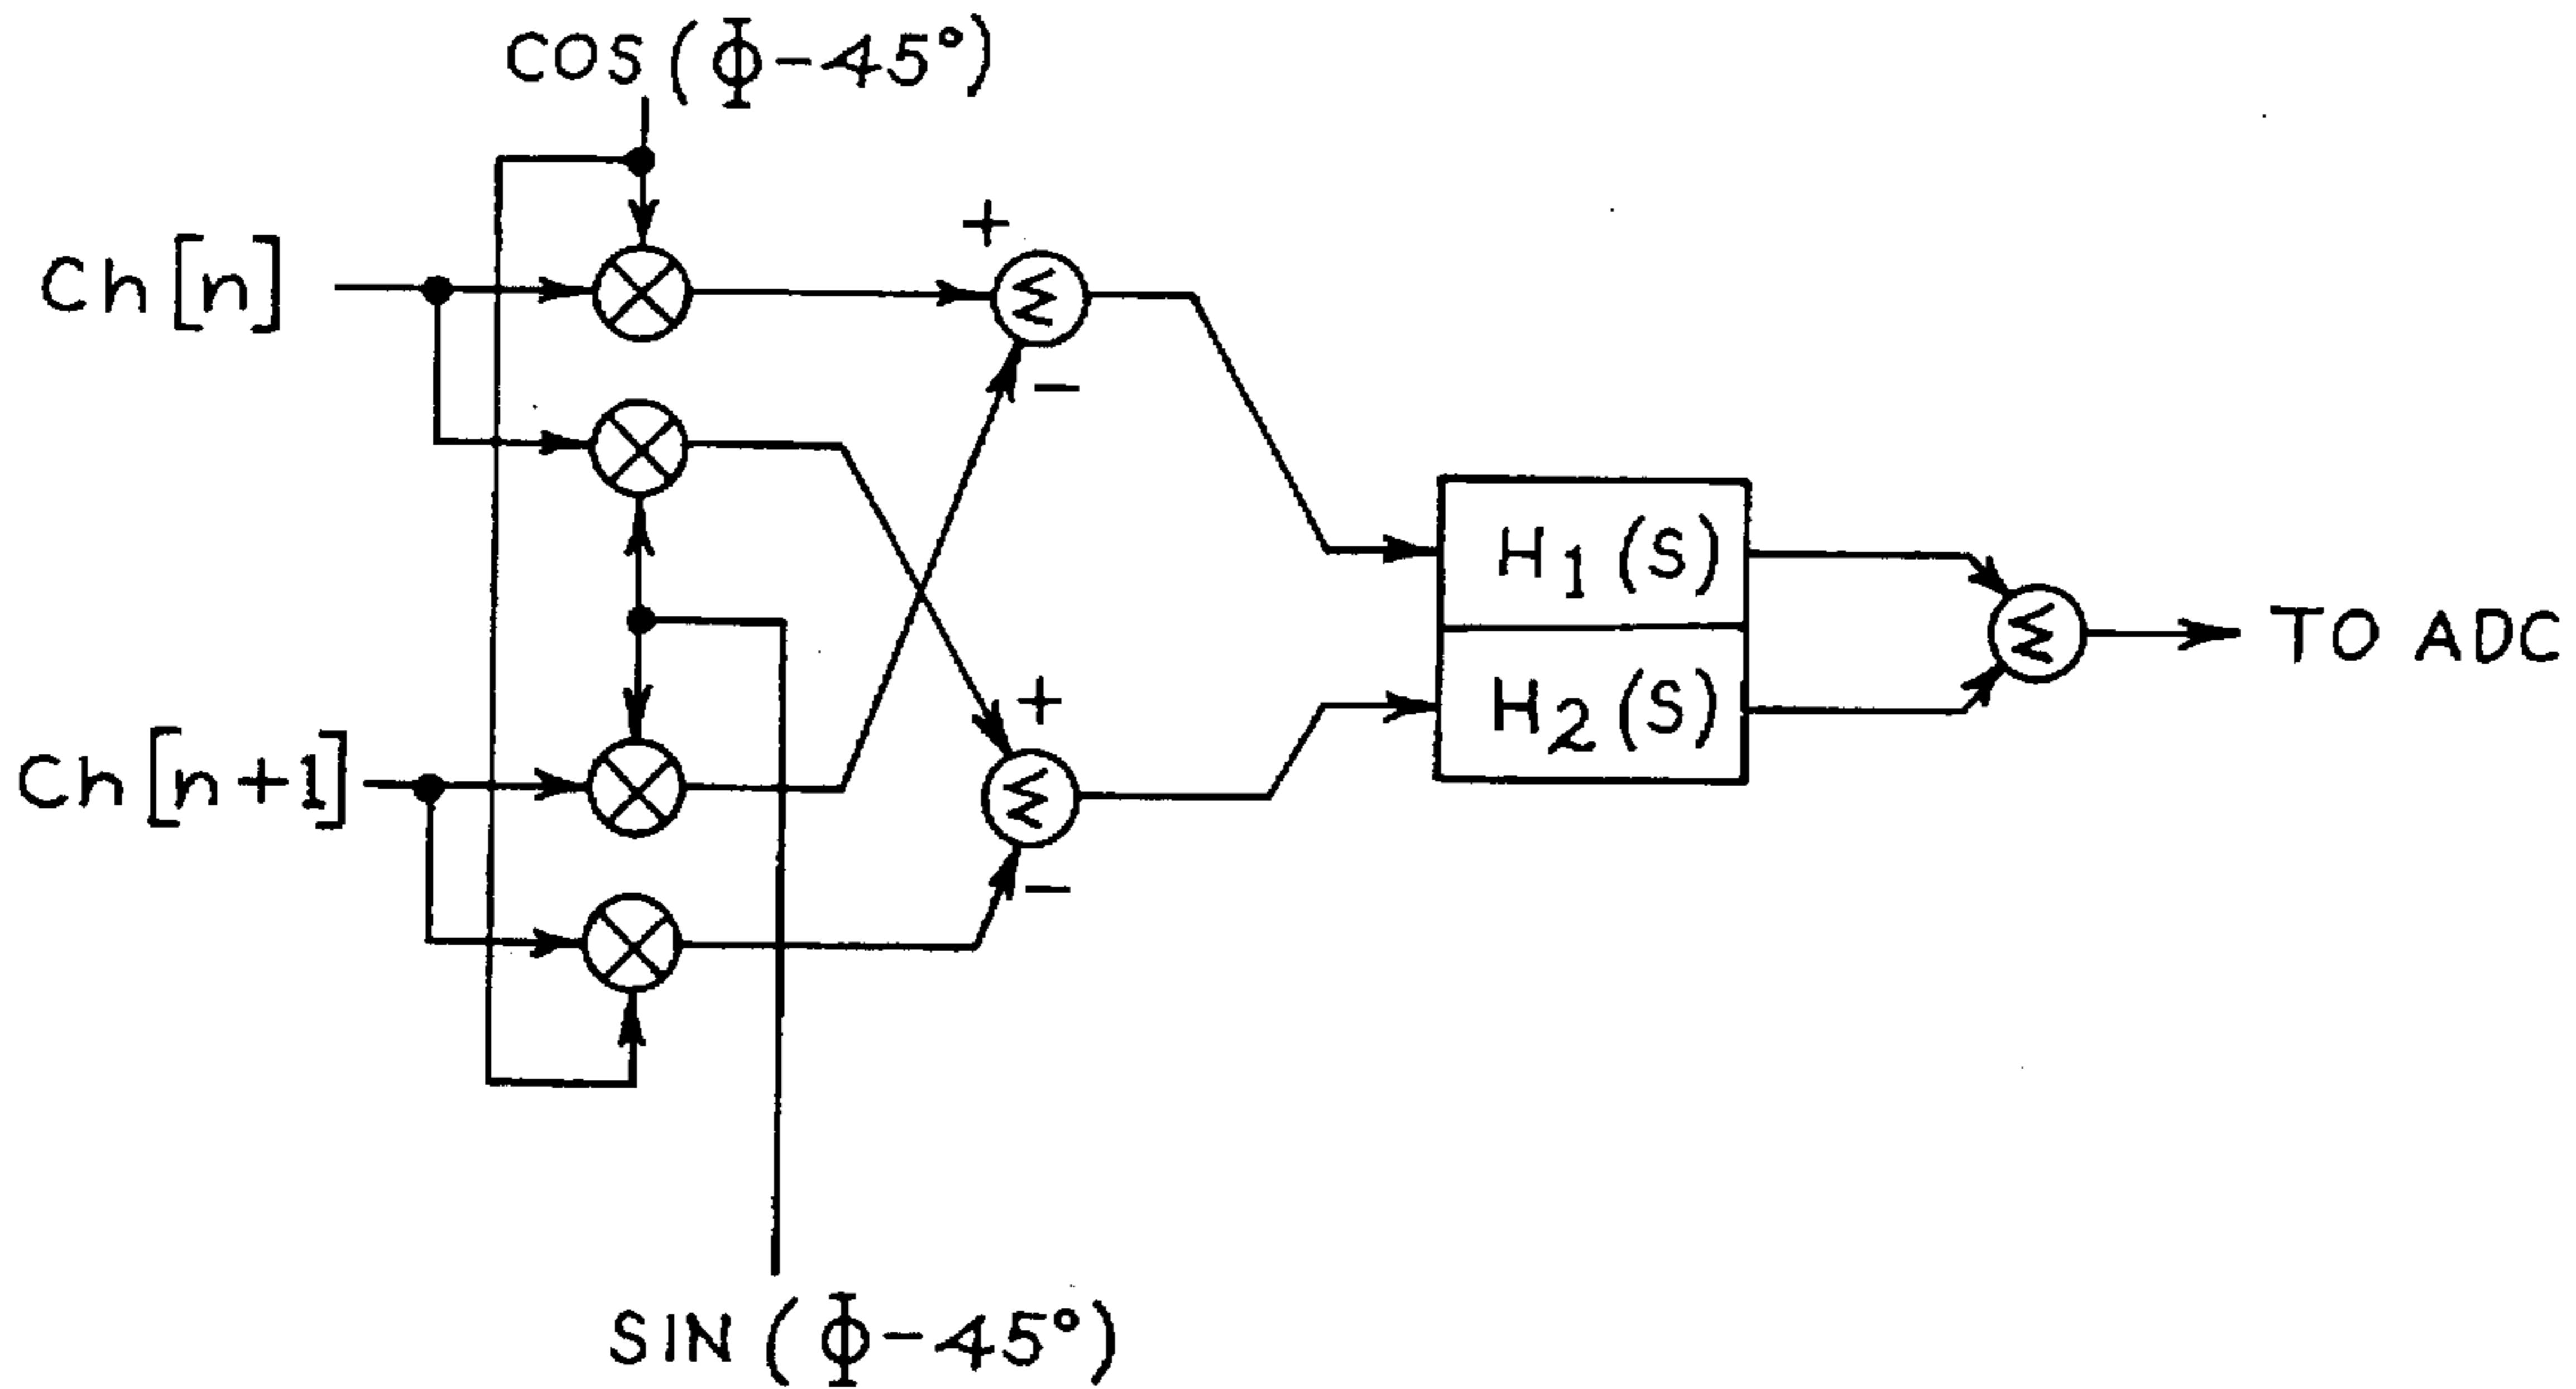 COS (Φ-45°)
+
Ch[n]
Σ
-
H1(S)
TO ADC
Σ
H2(S)
+
Ch[n+1]
Σ
-
SIN (Φ-45°)